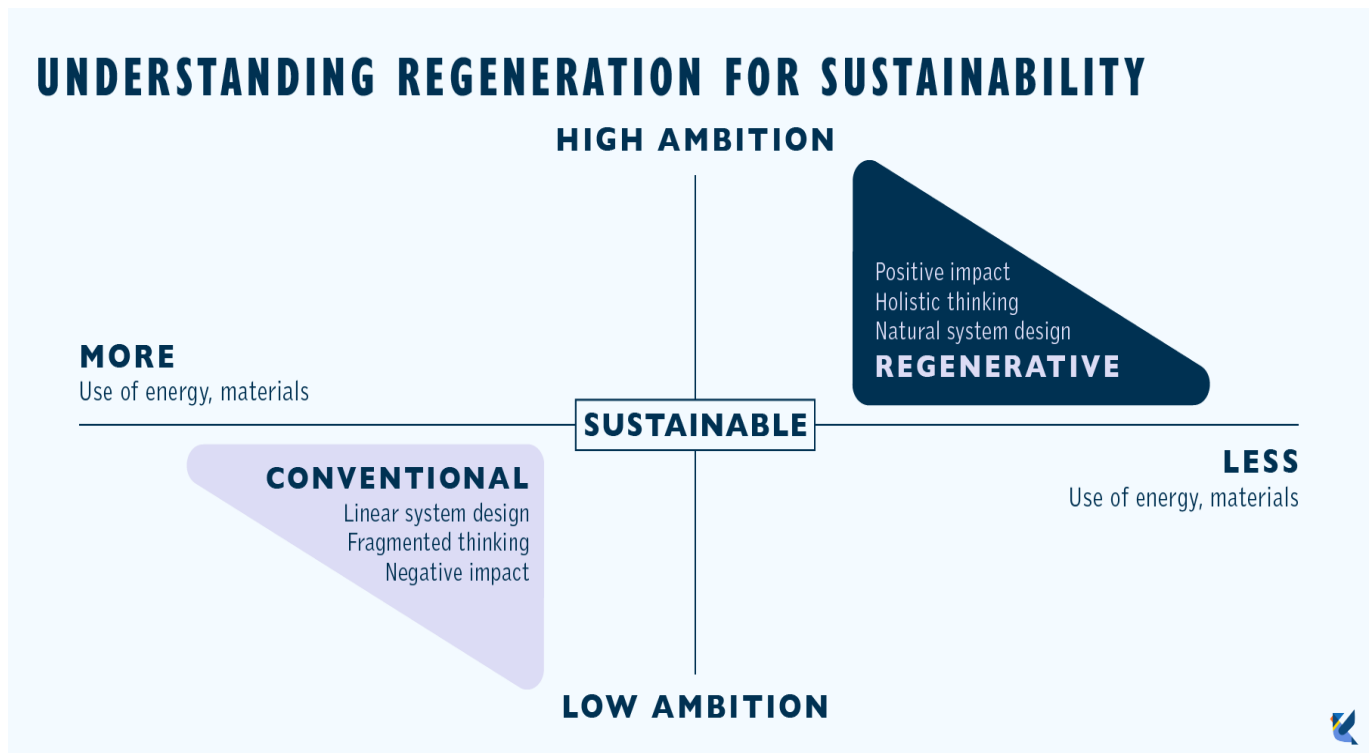 UNDERSTANDING REGENERATION FOR SUSTAINABILITY
HIGH AMBITION
Positive impact
Holistic thinking
Natural system design
REGENERATIVE
MORE
Use of energy, materials
SUSTAINABLE
CONVENTIONAL
Linear system design
Fragmented thinking
Negative impact
LESS
Use of energy, materials
LOW AMBITION